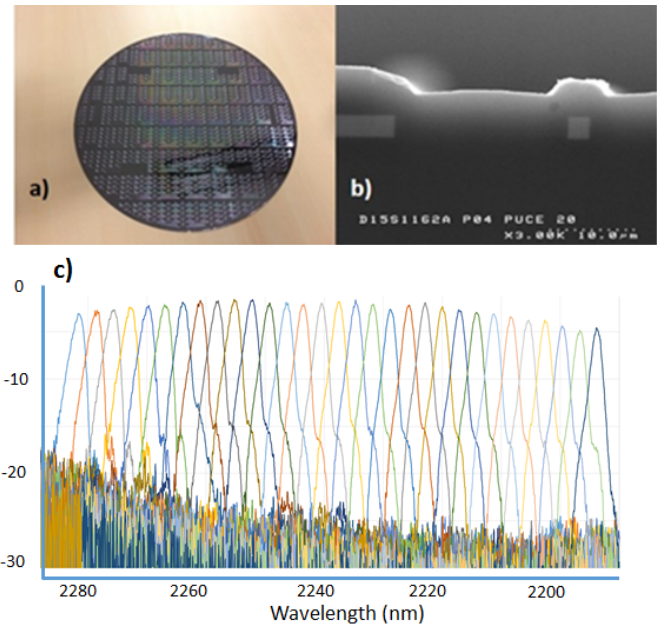 a)
b)
D15S1162A P04 PUCE 20
X3.00K 10.0µm
c)
0
-10
-20
-30
2280 2260 2240 2220 2200
Wavelength (nm)